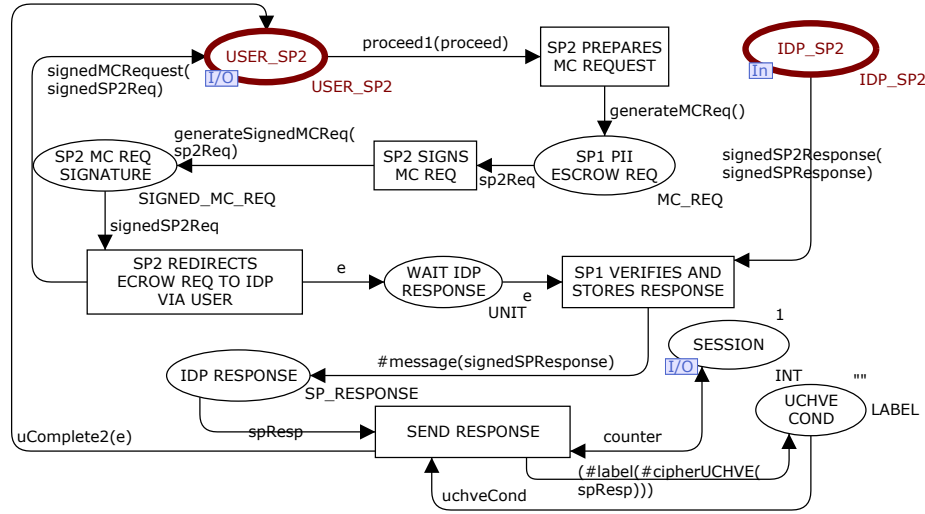 proceed1(proceed)
USER_SP2
I/O
USER_SP2
SP2 PREPARES
MC REQUEST
IDP_SP2
In
IDP_SP2
signedMCRequest(
signedSP2Req)
generateMCReq()
generateSignedMCReq(
sp2Req)
SP2 MC REQ
SIGNATURE
SIGNED_MC_REQ
SP2 SIGNS
MC REQ
sp2Req
SP1 PII
ESCROW REQ
MC_REQ
signedSP2Response(
signedSPResponse)
signedSP2Req
SP2 REDIRECTS
ECROW REQ TO IDP
VIA USER
e
WAIT IDP
RESPONSE
UNIT
e
SP1 VERIFIES AND
STORES RESPONSE
1
SESSION
I/O
INT
#message(signedSPResponse)
IDP RESPONSE
SP_RESPONSE
""
UCHVE
COND
LABEL
spResp
SEND RESPONSE
counter
uComplete2(e)
(#label(#cipherUCHVE(
spResp)))
uchveCond